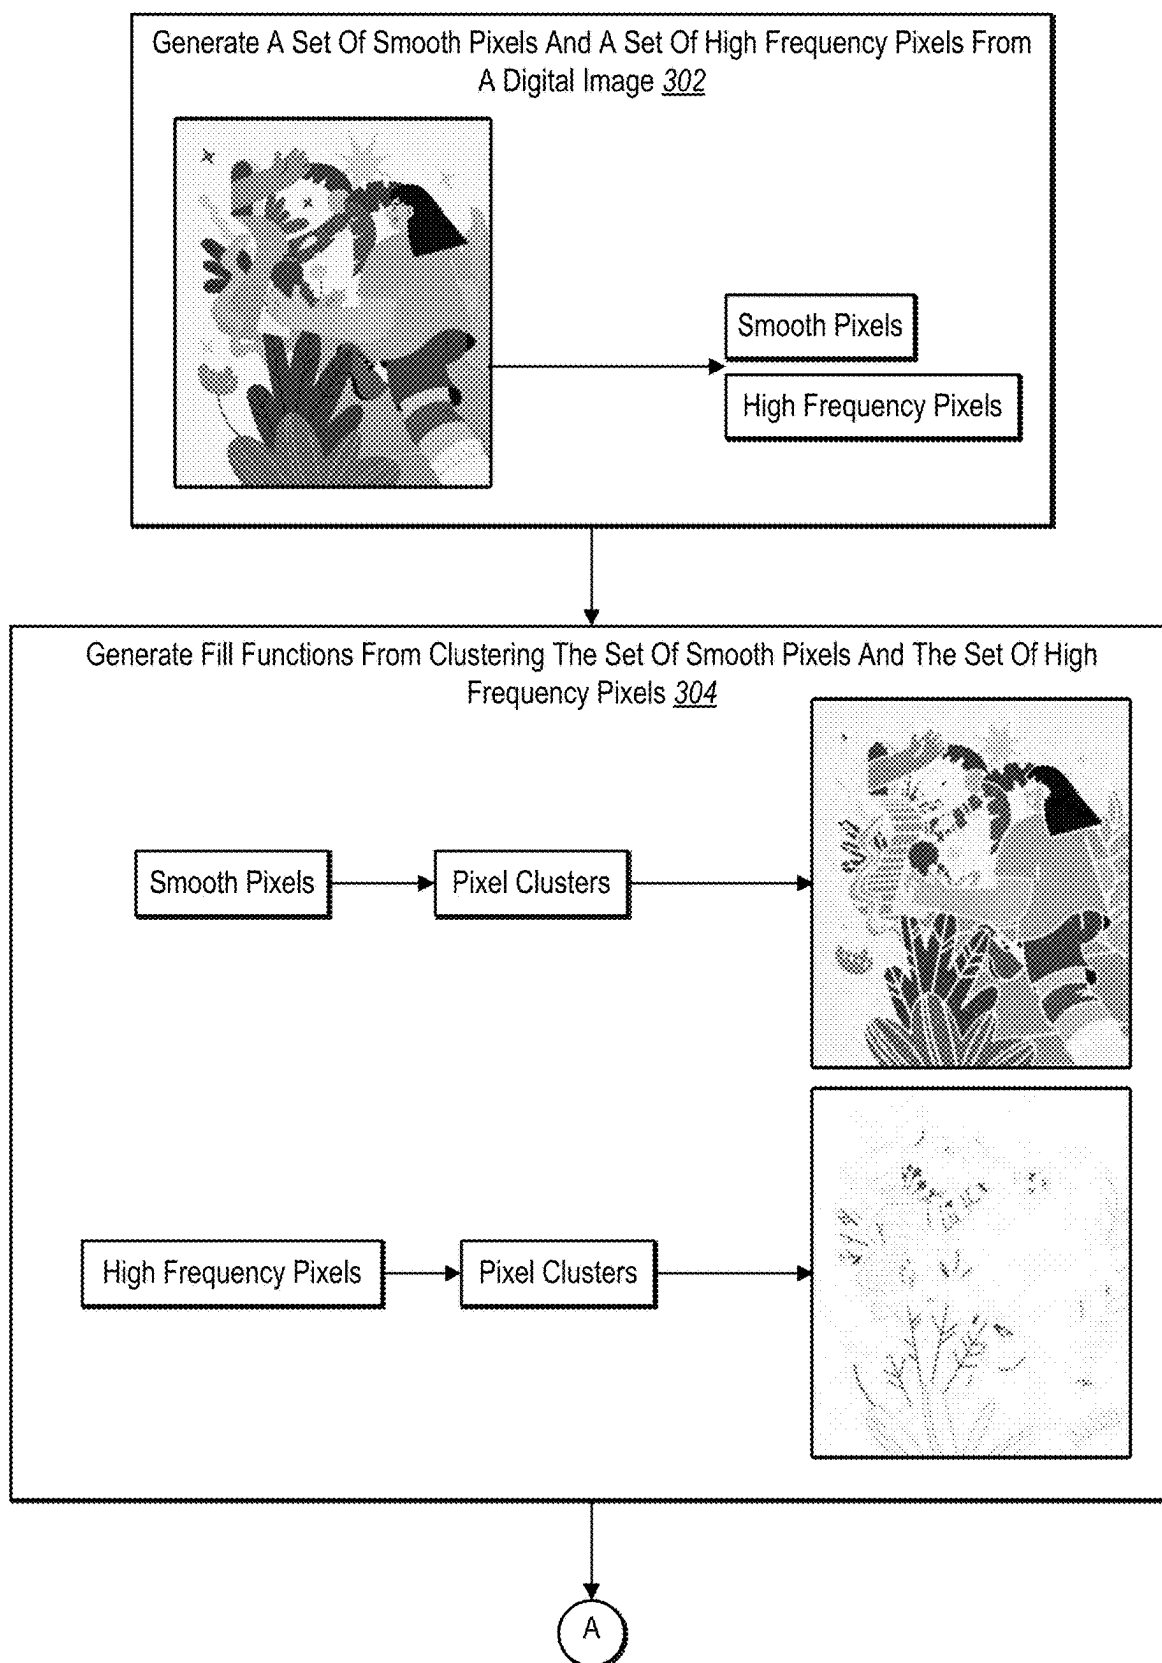 Generate A Set Of Smooth Pixels And A Set Of High Frequency Pixels From
A Digital Image 302
Smooth Pixels
High Frequency Pixels
Generate Fill Functions From Clustering The Set Of Smooth Pixels And The Set Of High
Frequency Pixels 304
Smooth Pixels
Pixel Clusters
High Frequency Pixels
Pixel Clusters
A